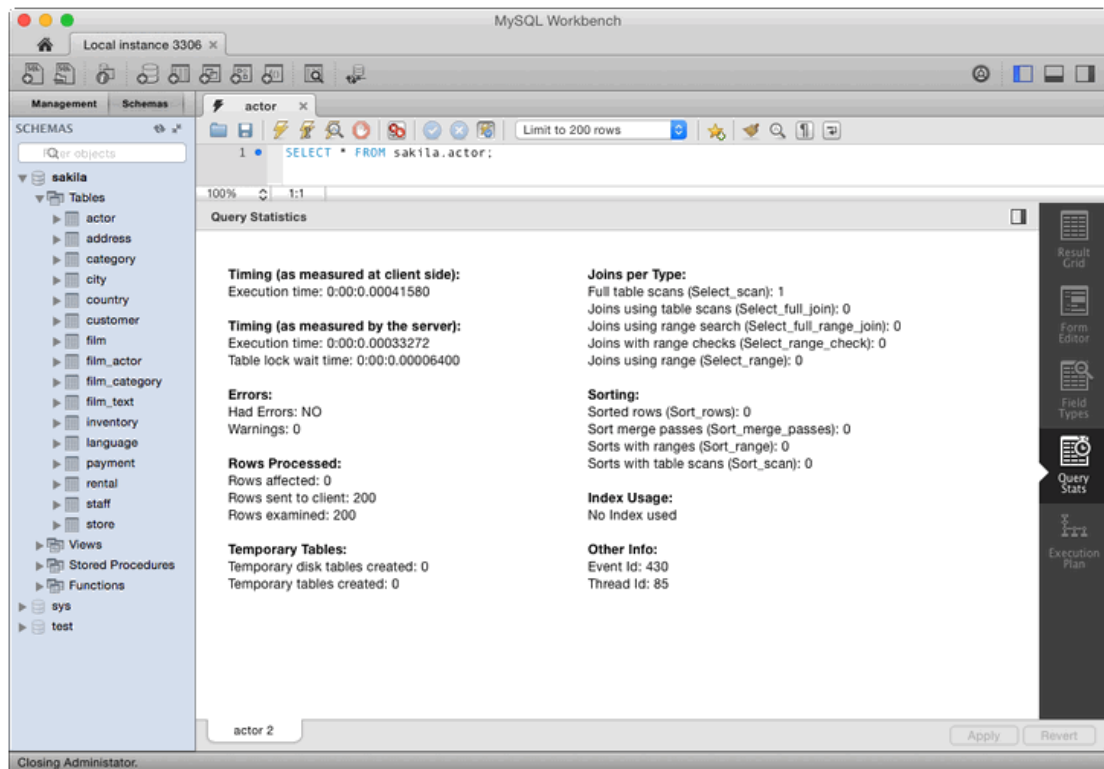 MySQL Workbench
Local instance 3306
Management Schemas
actor
SCHEMAS
Limit to 200 rows
objects
1 SELECT * FROM sakila.actor;
sakila
100% 1:1
Tables
Query Statistics
actor
address
category
city
country
customer
film
film_actor
film_category
film_text
inventory
language
payment
rental
staff
store
Views
Stored Procedures
Functions
sys
test
Timing (as measured at client side):
Execution time: 0:00:0.00041580
Timing (as measured by the server):
Execution time: 0:00:0.00033272
Table lock wait time: 0:00:0.00006400
Errors:
Had Errors: NO
Warnings: 0
Rows Processed:
Rows affected: 0
Rows sent to client: 200
Rows examined: 200
Temporary Tables:
Temporary disk tables created: 0
Temporary tables created: 0
Joins per Type:
Full table scans (Select_scan): 1
Joins using table scans (Select_full_join): 0
Joins using range search (Select_full_range_join): 0
Joins with range checks (Select_range_check): 0
Joins using range (Select_range): 0
Sorting:
Sorted rows (Sort_rows): 0
Sort merge passes (Sort_merge_passes): 0
Sorts with ranges (Sort_range): 0
Sorts with table scans (Sort_scan): 0
Index Usage:
No Index used
Other Info:
Event Id: 430
Thread Id: 85
Result
Grid
Form
Editor
Field
Types
Query
Stats
Execution
Plan
actor 2
Apply Revert
Closing Administator.